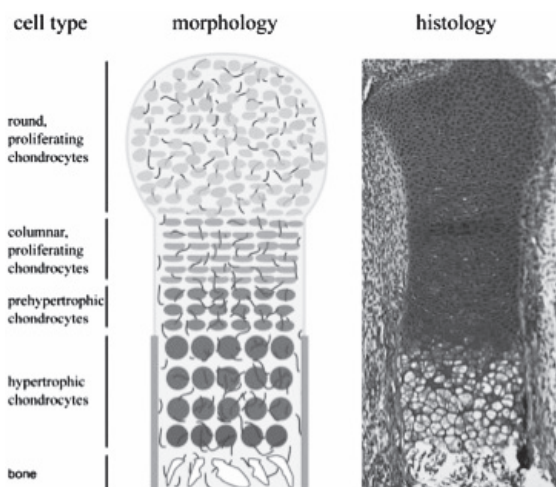 cell type morphology histology
round,
proliferating
chondrocytes
columnar,
proliferating
chondrocytes
prehypertrophic
chondrocytes
hypertrophic
chondrocytes
bone